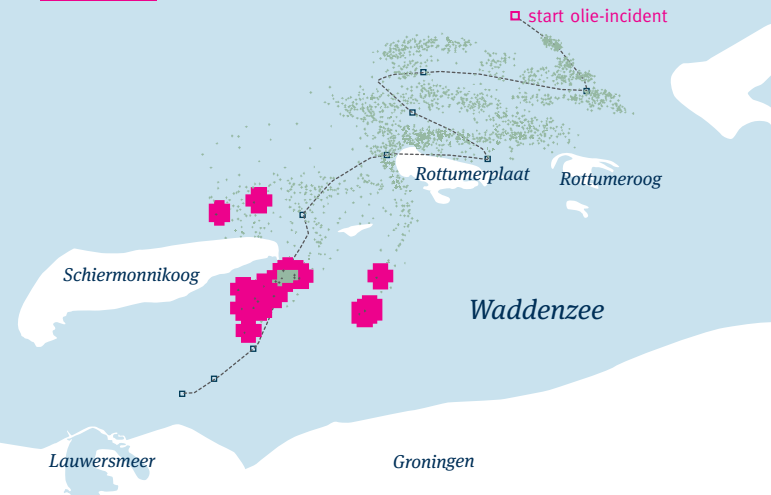 start olie-incident
Rottumerplaat
Rottumeroog
Schiermonnikoog
Waddenzee
Lauwersmeer
Groningen